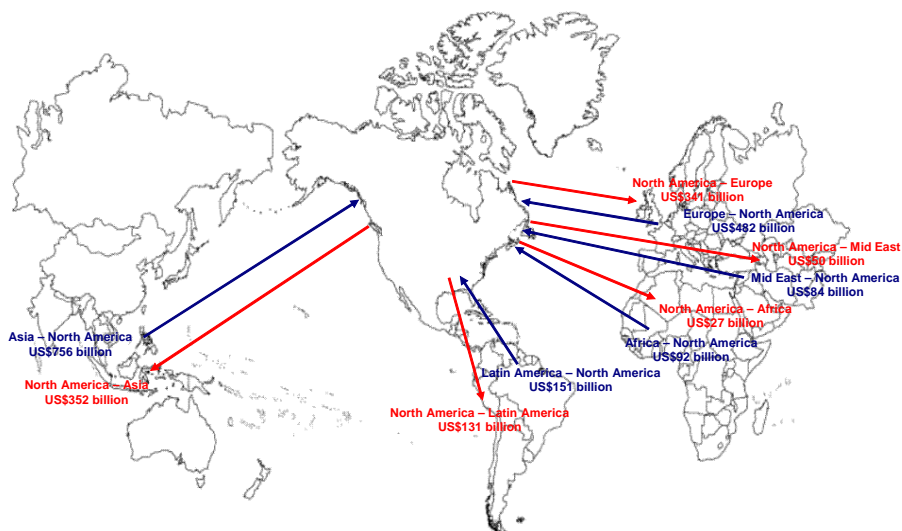 North America – Europe
US$341 billion
Europe – North America
US$482 billion
North America – Mid East
US$50 billion
Mid East – North America
US$84 billion
North America – Africa
US$27 billion
Africa – North America
US$92 billion
Asia – North America
US$756 billion
North America – Asia
US$352 billion
Latin America – North America
US$151 billion
North America – Latin America
US$131 billion